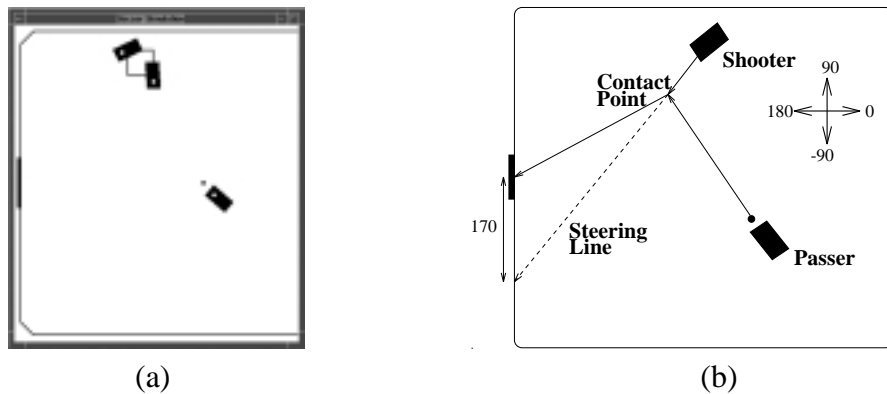 Shooter
Contact
Point
90
180
0
-90
170
Steering
Line
Passer
(a)
(b)